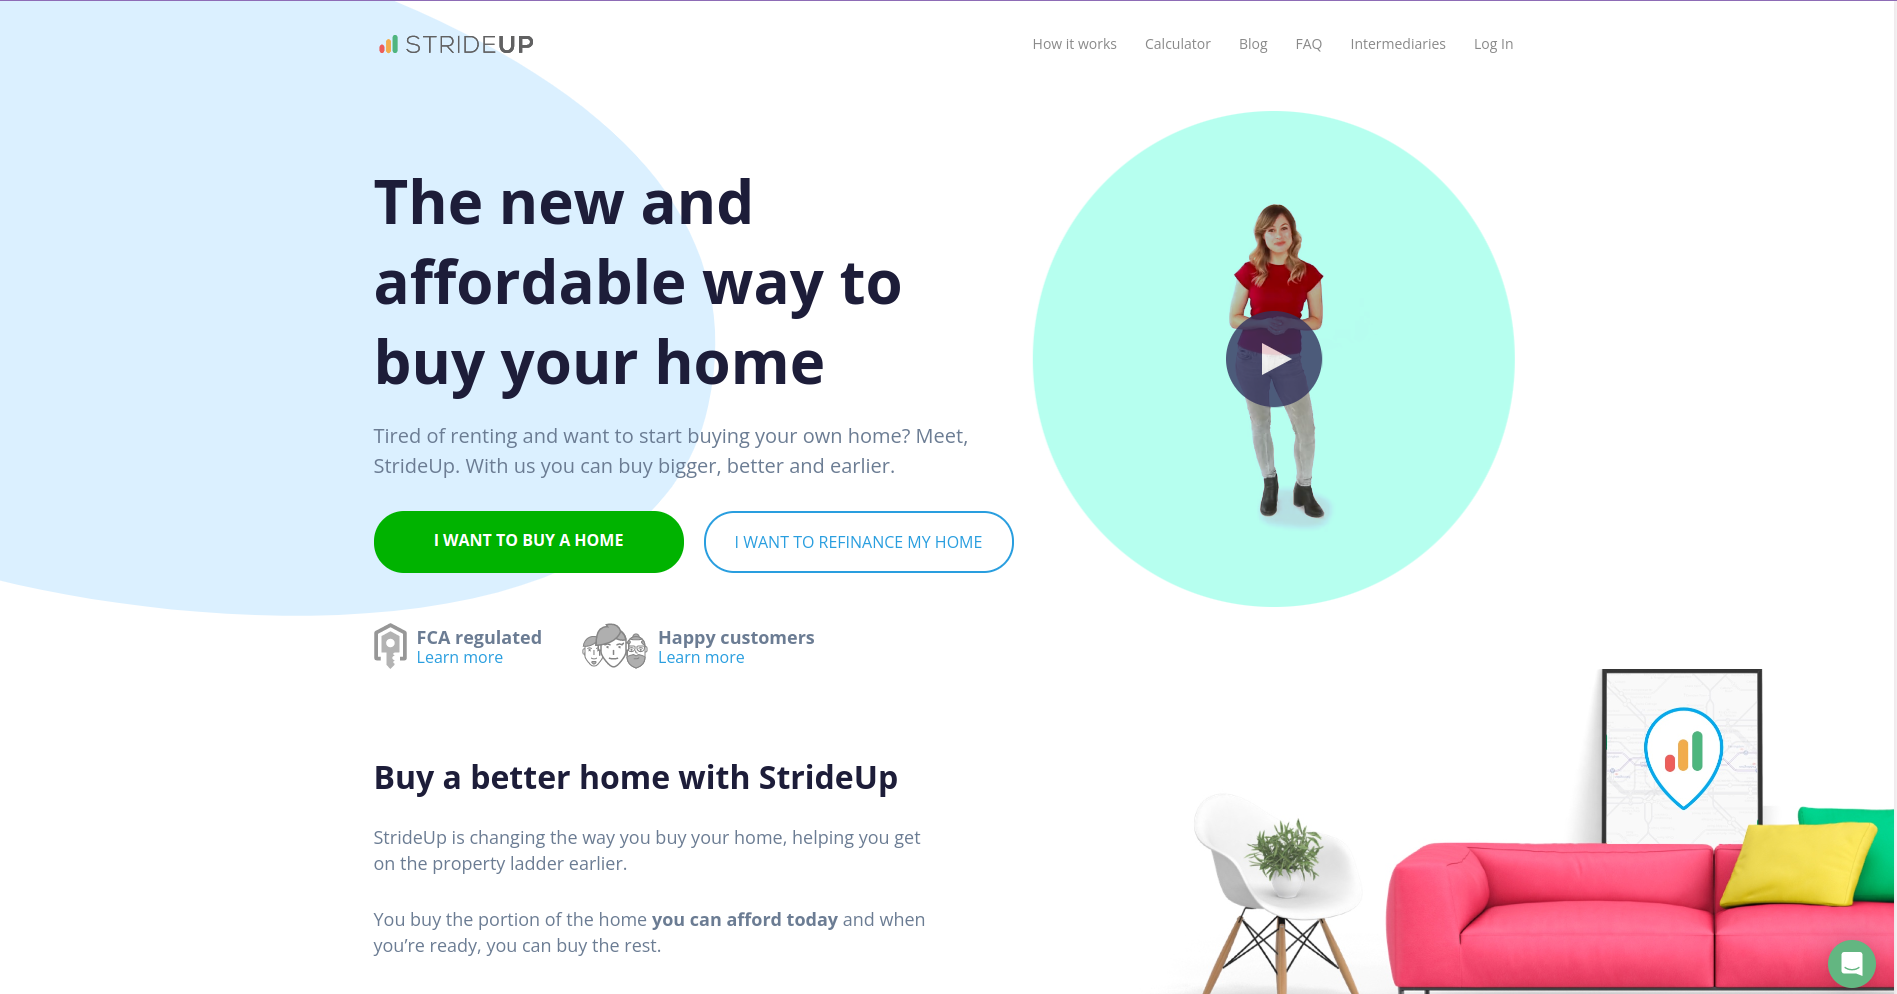 STRIDEUP
How it works Calculator Blog FAQ Intermediaries Log In
The new and
affordable way to
buy your home
Tired of renting and want to start buying your own home? Meet,
StrideUp. With us you can buy bigger, better and earlier.
I WANT TO BUY A HOME
I WANT TO REFINANCE MY HOME
FCA regulated
Learn more
Happy customers
Learn more
Buy a better home with StrideUp
StrideUp is changing the way you buy your home, helping you get
on the property ladder earlier.
You buy the portion of the home you can afford today and when
you’re ready, you can buy the rest.